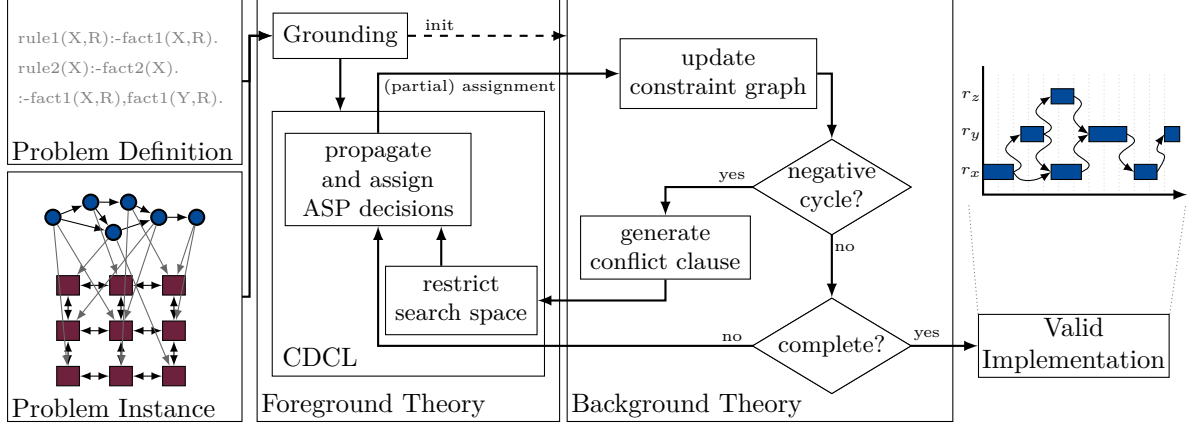 rule1(X,R):-fact1(X,R).
rule2(X):-fact2(X).
:-fact1(X,R),fact1(Y,R).
Problem Definition
Problem Instance
Grounding
init
(partial) assignment
propagate
and assign
ASP decisions
restrict
search space
CDCL
Foreground Theory
update
constraint graph
negative
cycle?
yes
no
generate
conflict clause
complete?
no
yes
Background Theory
r_z
r_y
r_x
Valid
Implementation